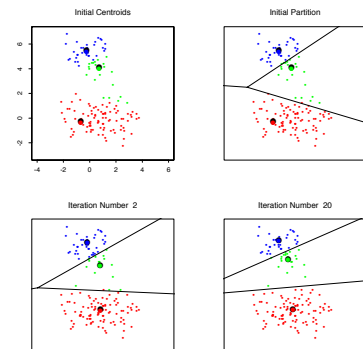 Initial Centroids
Initial Partition
6
4
2
0
-2
-4 -2 0 2 4 6
Iteration Number 2
Iteration Number 20